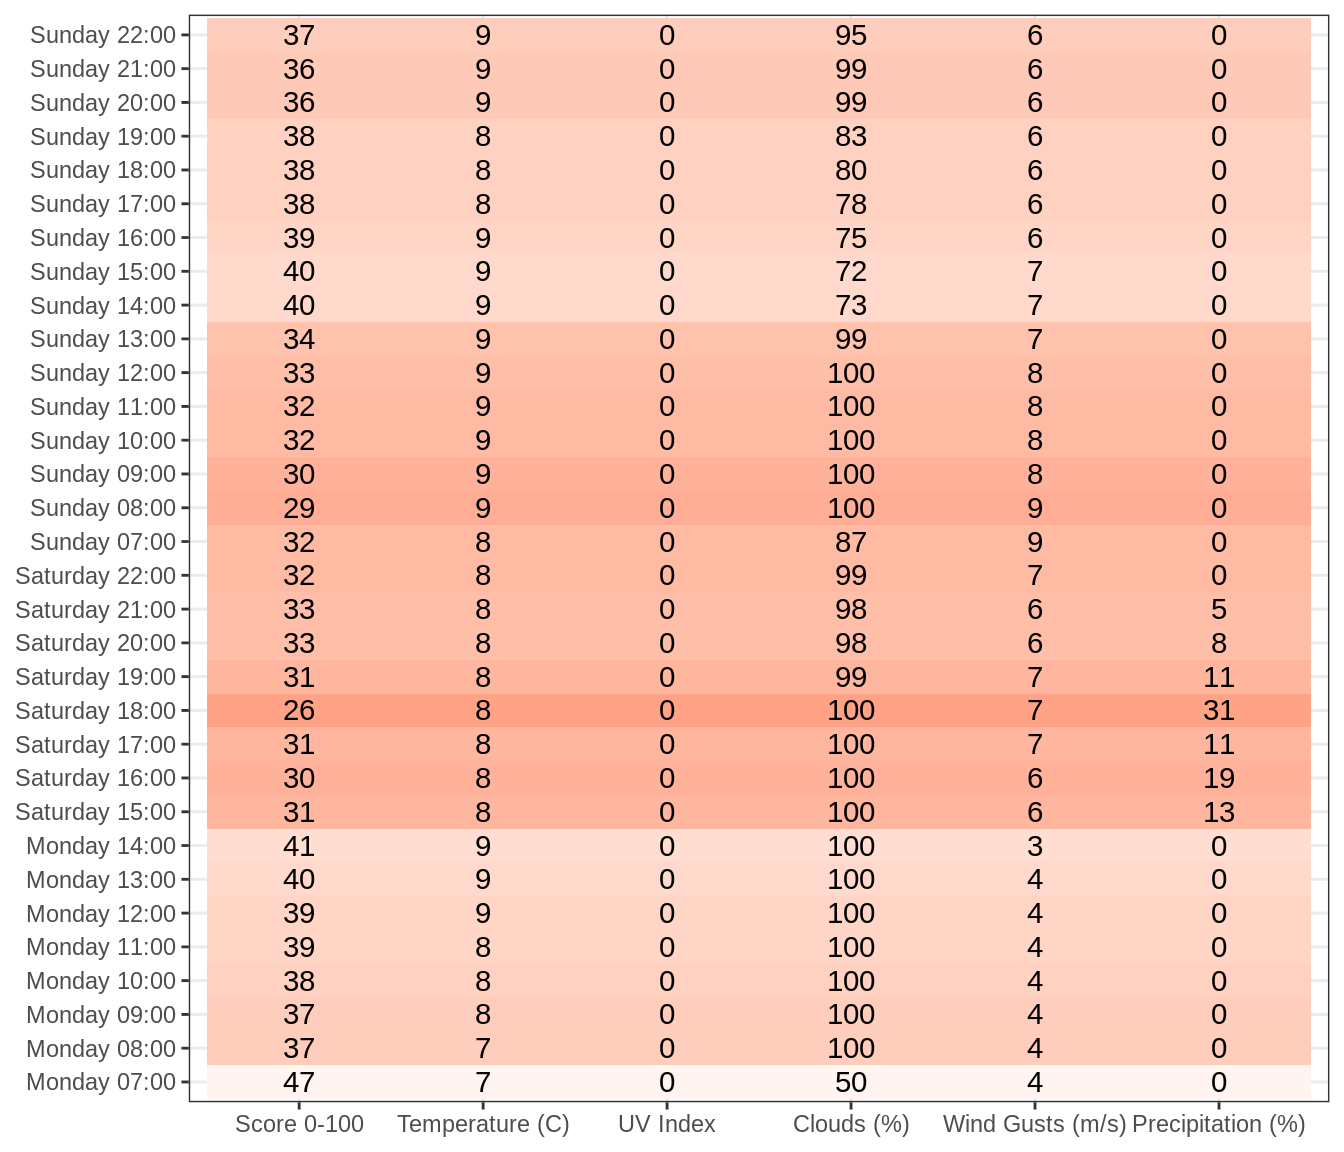 Sunday 22:00 37 9 0 95 6 0
Sunday 21:00 36 9 0 99 6 0
Sunday 20:00 36 9 0 99 6 0
Sunday 19:00 38 8 0 83 6 0
Sunday 18:00 38 8 0 80 6 0
Sunday 17:00 38 8 0 78 6 0
Sunday 16:00 39 9 0 75 6 0
Sunday 15:00 40 9 0 72 7 0
Sunday 14:00 40 9 0 73 7 0
Sunday 13:00 34 9 0 99 7 0
Sunday 12:00 33 9 0 100 8 0
Sunday 11:00 32 9 0 100 8 0
Sunday 10:00 32 9 0 100 8 0
Sunday 09:00 30 9 0 100 8 0
Sunday 08:00 29 9 0 100 9 0
Sunday 07:00 32 8 0 87 9 0
Saturday 22:00 32 8 0 99 7 0
Saturday 21:00 33 8 0 98 6 5
Saturday 20:00 33 8 0 98 6 8
Saturday 19:00 31 8 0 99 7 11
Saturday 18:00 26 8 0 100 7 31
Saturday 17:00 31 8 0 100 7 11
Saturday 16:00 30 8 0 100 6 19
Saturday 15:00 31 8 0 100 6 13
Monday 14:00 41 9 0 100 3 0
Monday 13:00 40 9 0 100 4 0
Monday 12:00 39 9 0 100 4 0
Monday 11:00 39 8 0 100 4 0
Monday 10:00 38 8 0 100 4 0
Monday 09:00 37 8 0 100 4 0
Monday 08:00 37 7 0 100 4 0
Monday 07:00 47 7 0 50 4 0
Score 0-100 Temperature (C) UV Index Clouds (%) Wind Gusts (m/s) Precipitation (%)